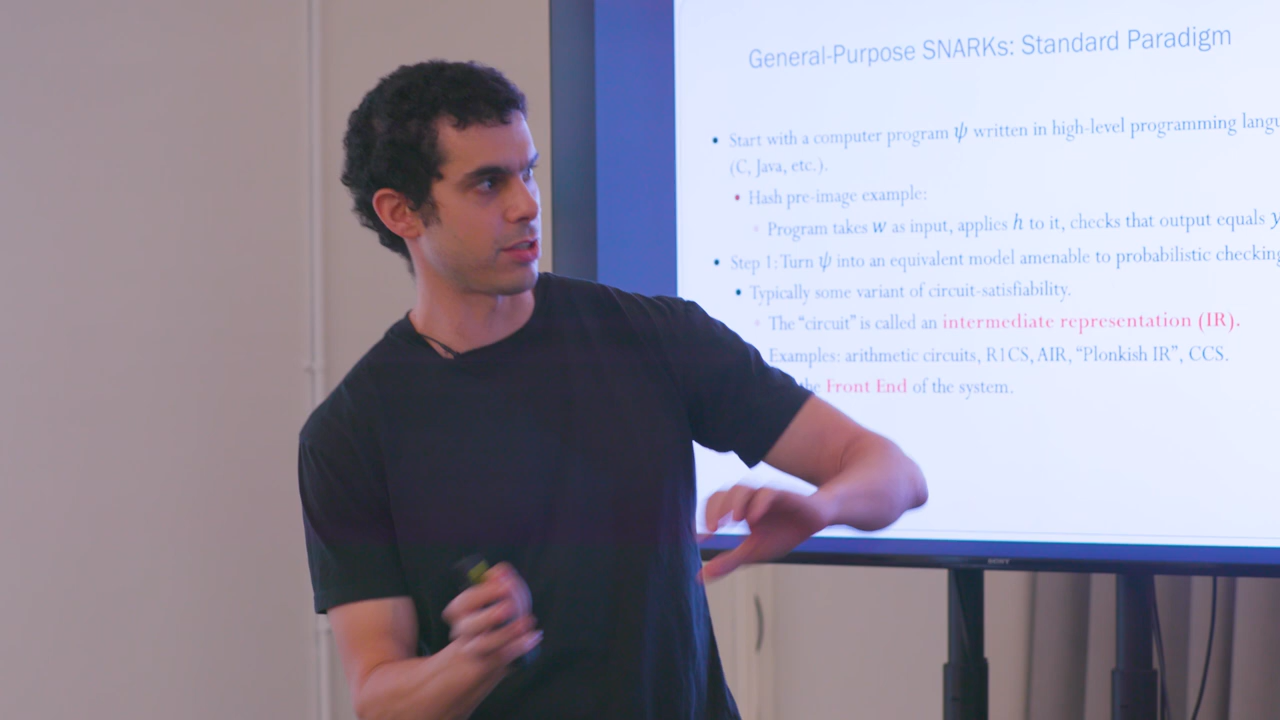 General-Purpose SNARKs: Standard Paradigm
• Start with a computer program ψ written in high-level programming
(C, Java, etc.).
• Hash pre-image example:
• Program takes w as input, applies h to it, checks that output equals y
• Step 1: Turn ψ into an equivalent model amenable to probabilistic checking
• Typically some variant of circuit-satisfiability.
• The “circuit” is called an intermediate representation (IR).
Examples: arithmetic circuits, R1CS, AIR, “Plonkish IR”, CCS.
Front End of the system.
SONY